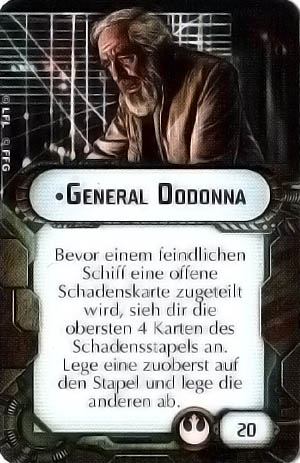 © LFL © FFG
•GENERAL DODONNA
Bevor einem feindlichen
Schiff eine offene
Schadenskarte zugeteilt
wird, sieh dir die
obersten 4 Karten des
Schadensstapels an.
Lege eine zuoberst auf
den Stapel und lege die
anderen ab.
20